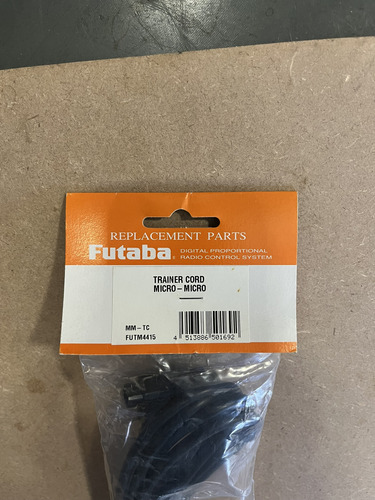 REPLACEMENT PARTS
Futaba® DIGITAL PROPORTIONAL
RADIO CONTROL SYSTEM
TRAINER CORD
MICRO – MICRO
MM – TC
FUTM4415
4 513886 501692